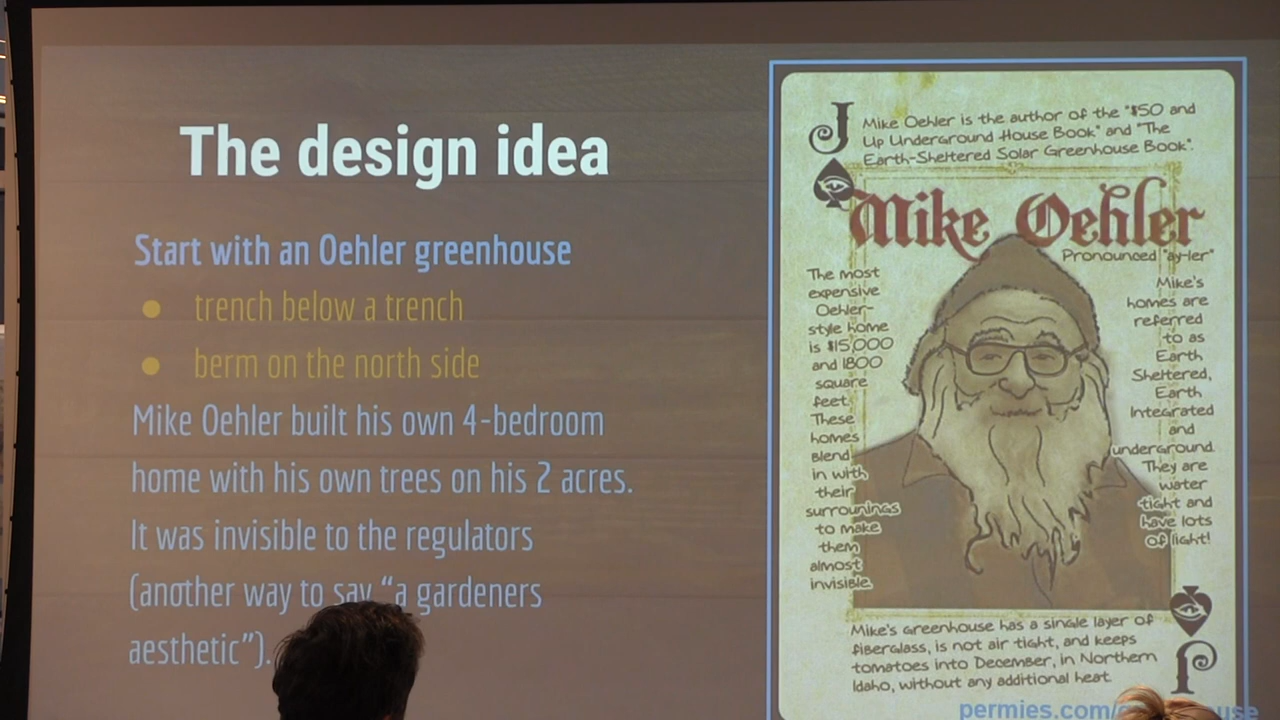 The design idea
Start with an Oehler greenhouse
● trench below a trench
● berm on the north side
Mike Oehler built his own 4-bedroom
home with his own trees on his 2 acres.
It was invisible to the regulators
(another way to say “a gardeners
aesthetic”).
J
Mike Oehler is the author of the "$50 and
Up Underground House Book" and "The
Earth-Sheltered Solar Greenhouse Book".
Mike Oehler
Pronounced "ay-ler"
The most
expensive
Oehler-
style home
is $15,000
and 1800
square
feet.
These
homes
blend
in with
their
surrounings
to make
them
almost
invisible.
Mike's
homes are
referred
to as
Earth
Sheltered,
Earth
Integrated
and
underground.
They are
water
tight and
have lots
of light!
Mike's greenhouse has a single layer of
fiberglass, is not air tight, and keeps
tomatoes into December, in Northern
Idaho, without any additional heat.
J
permies.com/